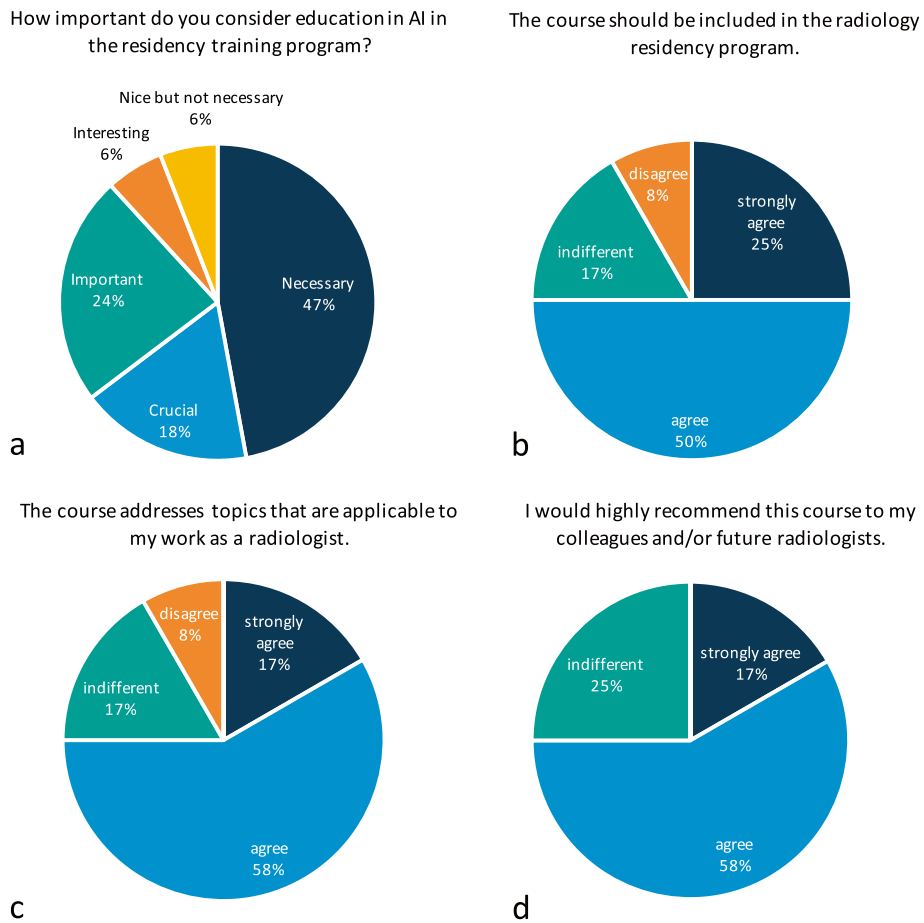 How important do you consider education in AI in
the residency training program?
Nice but not necessary
6%
Interesting
6%
Important
24%
Necessary
47%
Crucial
18%
a
The course should be included in the radiology
residency program.
disagree
8%
strongly
agree
25%
indifferent
17%
agree
50%
b
The course addresses topics that are applicable to
my work as a radiologist.
disagree
8%
strongly
agree
17%
indifferent
17%
agree
58%
c
I would highly recommend this course to my
colleagues and/or future radiologists.
indifferent
25%
strongly agree
17%
agree
58%
d